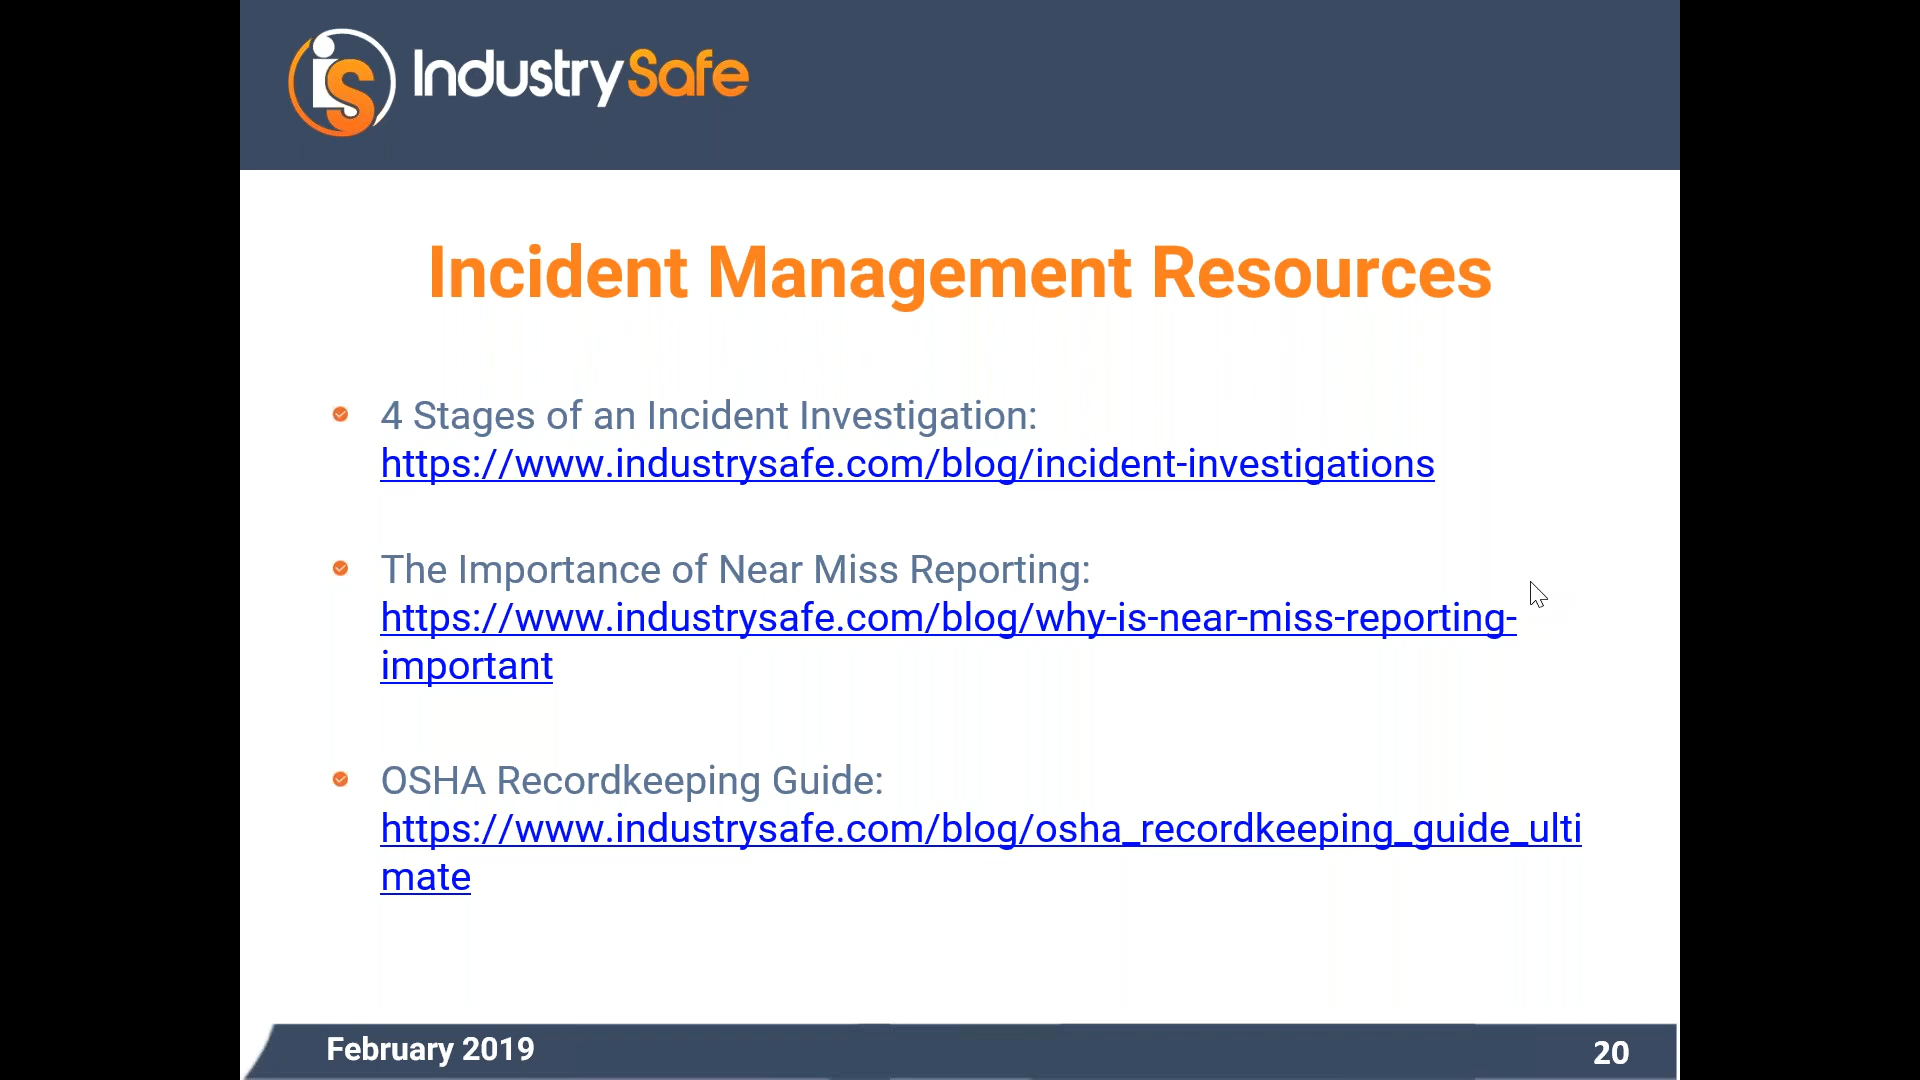 iS IndustrySafe
Incident Management Resources
4 Stages of an Incident Investigation:
https://www.industrysafe.com/blog/incident-investigations
The Importance of Near Miss Reporting:
https://www.industrysafe.com/blog/why-is-near-miss-reporting-
important
OSHA Recordkeeping Guide:
https://www.industrysafe.com/blog/osha_recordkeeping_guide_ulti
mate
February 2019
20